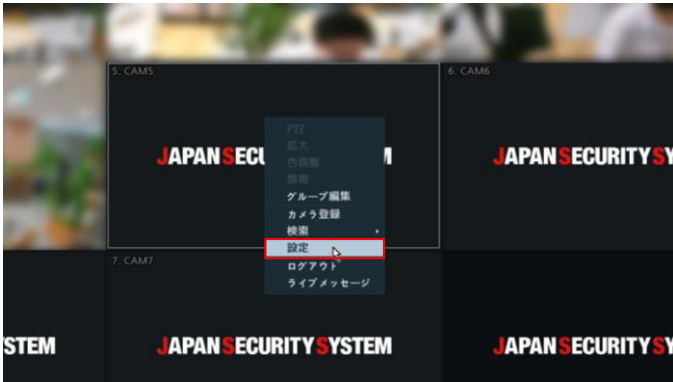 5. CAM5
6. CAM6
JAPAN SECU
JAPAN SECURITY SY
PTZ
拡大
色調整
情報
グループ編集
カメラ登録
検索
設定
ログアウト
ライブメッセージ
7. CAM7
STEM
JAPAN SECURITY SYSTEM
JAPAN SECURITY SY